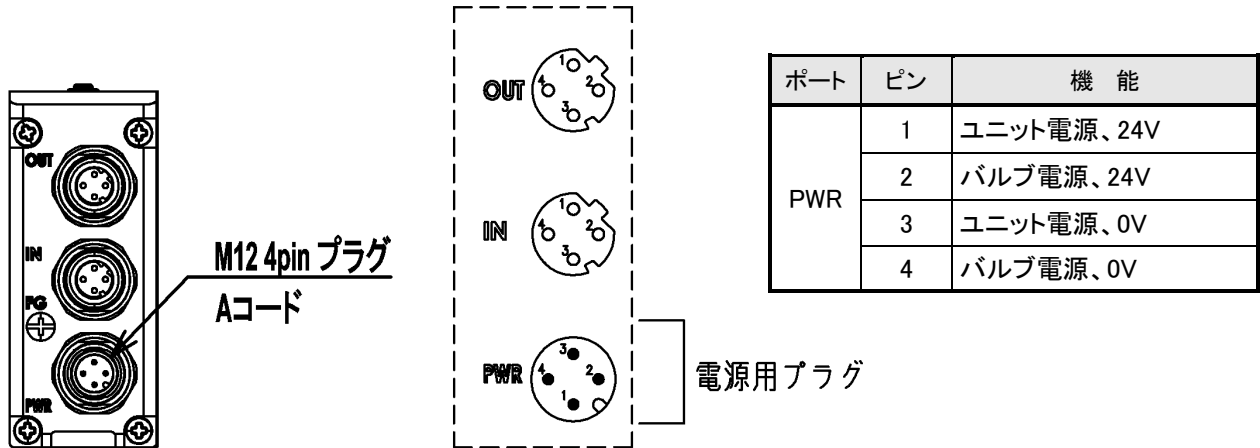 OUT
IN
FG
PWR
M12 4pin プラグ
Aコード
OUT
1
4
2
3
IN
1
4
2
3
PWR
3
4
2
1
電源用プラグ
ポート ピン 機 能
PWR
1 ユニット電源、24V
2 バルブ電源、24V
3 ユニット電源、0V
4 バルブ電源、0V